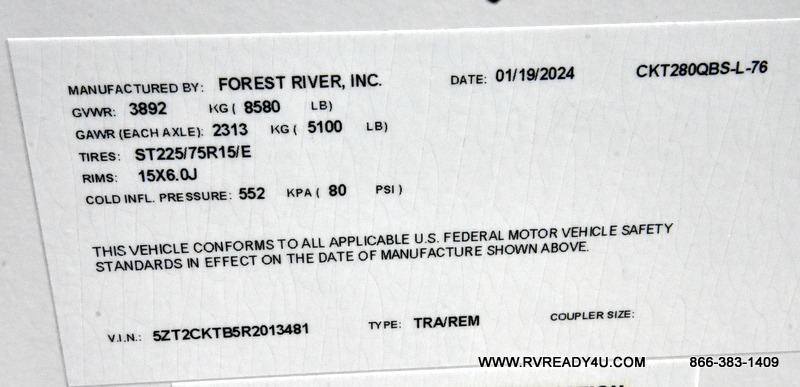 MANUFACTURED BY: FOREST RIVER, INC. DATE: 01/19/2024 CKT280QBS-L-76
GVWR: 3892 KG ( 8580 LB)
GAWR (EACH AXLE): 2313 KG ( 5100 LB)
TIRES: ST225/75R15/E
RIMS: 15X6.0J
COLD INFL. PRESSURE: 552 KPA ( 80 PSI )
THIS VEHICLE CONFORMS TO ALL APPLICABLE U.S. FEDERAL MOTOR VEHICLE SAFETY
STANDARDS IN EFFECT ON THE DATE OF MANUFACTURE SHOWN ABOVE.
V.I.N.: 5ZT2CKTB5R2013481 TYPE: TRA/REM COUPLER SIZE:
WWW.RVREADY4U.COM 866-383-1409